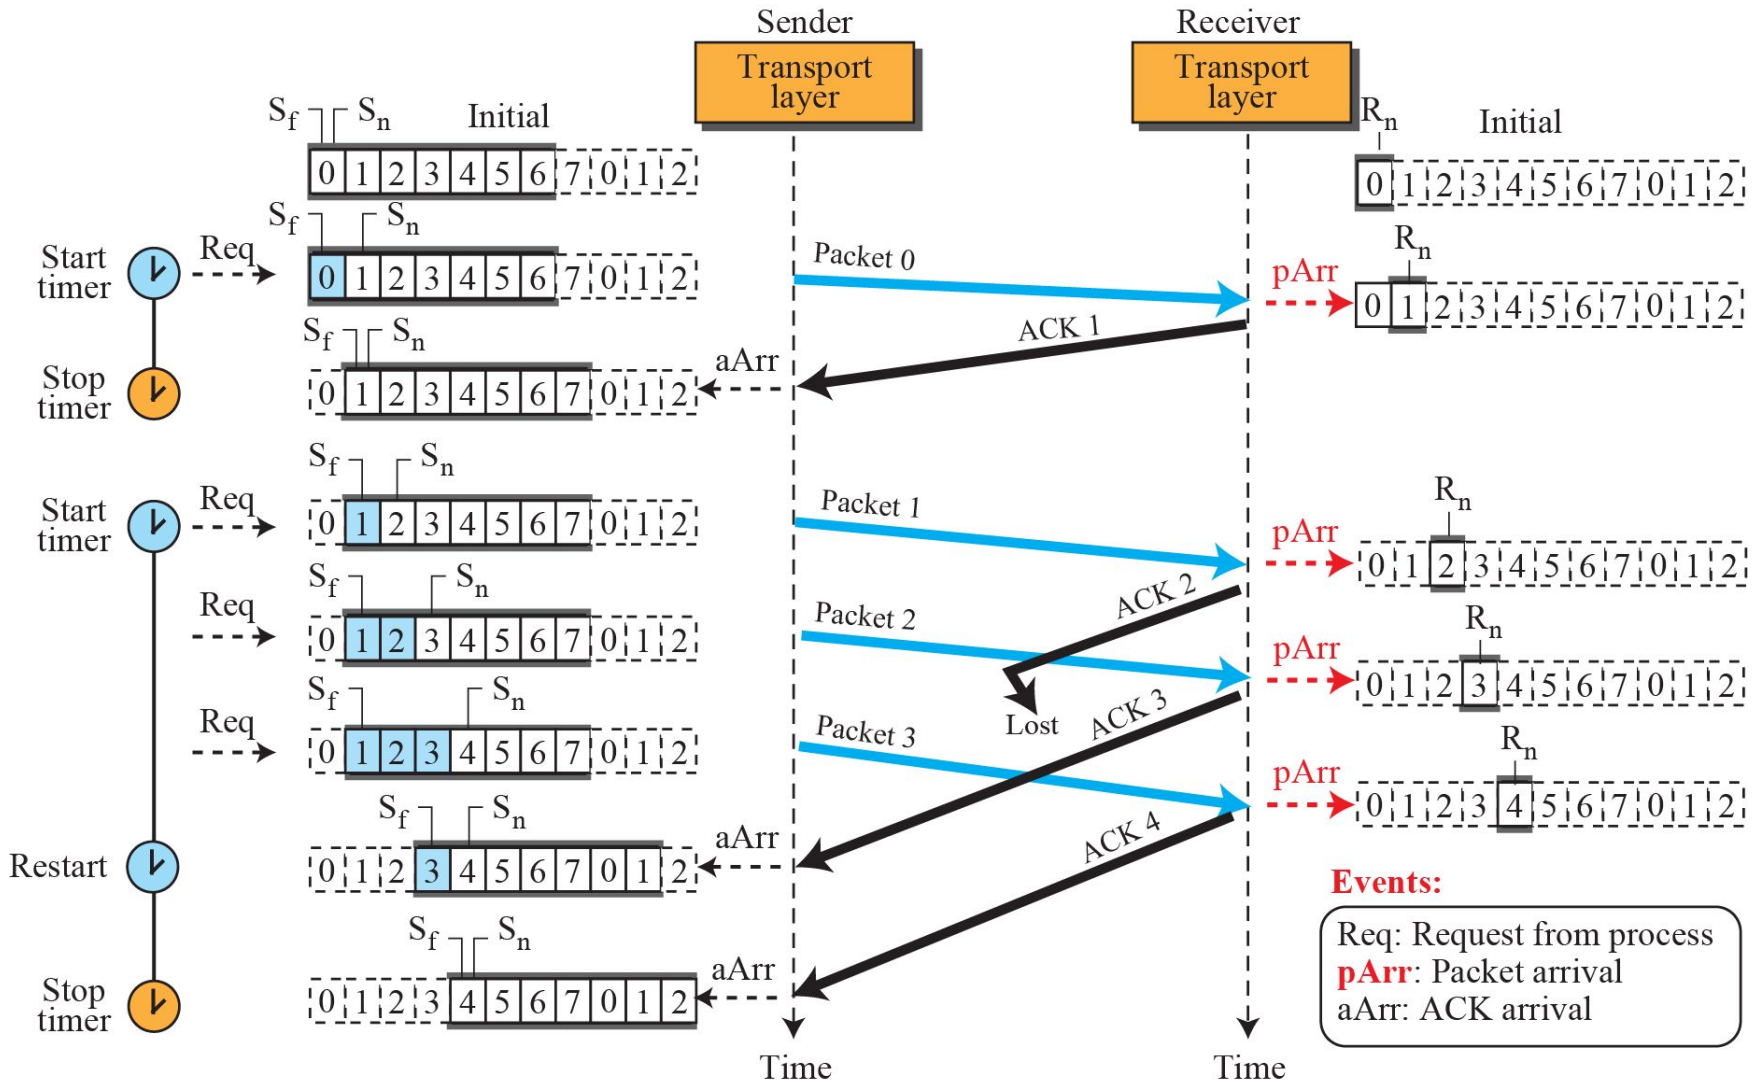 Sender
Receiver
Transport
layer
Transport
layer
Sf Sn Initial
0 1 2 3 4 5 6 7 0 1 2
Rn Initial
0 1 2 3 4 5 6 7 0 1 2
Start
timer
Req
Sf Sn
0 1 2 3 4 5 6 7 0 1 2
Packet 0
pArr
Rn
0 1 2 3 4 5 6 7 0 1 2
Stop
timer
Sf Sn
0 1 2 3 4 5 6 7 0 1 2
aArr
ACK 1
Start
timer
Req
Sf Sn
0 1 2 3 4 5 6 7 0 1 2
Packet 1
pArr
Rn
0 1 2 3 4 5 6 7 0 1 2
ACK 2
Lost
Req
Sf Sn
0 1 2 3 4 5 6 7 0 1 2
Packet 2
pArr
Rn
0 1 2 3 4 5 6 7 0 1 2
ACK 3
Req
Sf Sn
0 1 2 3 4 5 6 7 0 1 2
Packet 3
pArr
Rn
0 1 2 3 4 5 6 7 0 1 2
ACK 4
Restart
Sf Sn
0 1 2 3 4 5 6 7 0 1 2
aArr
Stop
timer
Sf Sn
0 1 2 3 4 5 6 7 0 1 2
aArr
Time
Time
Events:
Req: Request from process
pArr: Packet arrival
aArr: ACK arrival